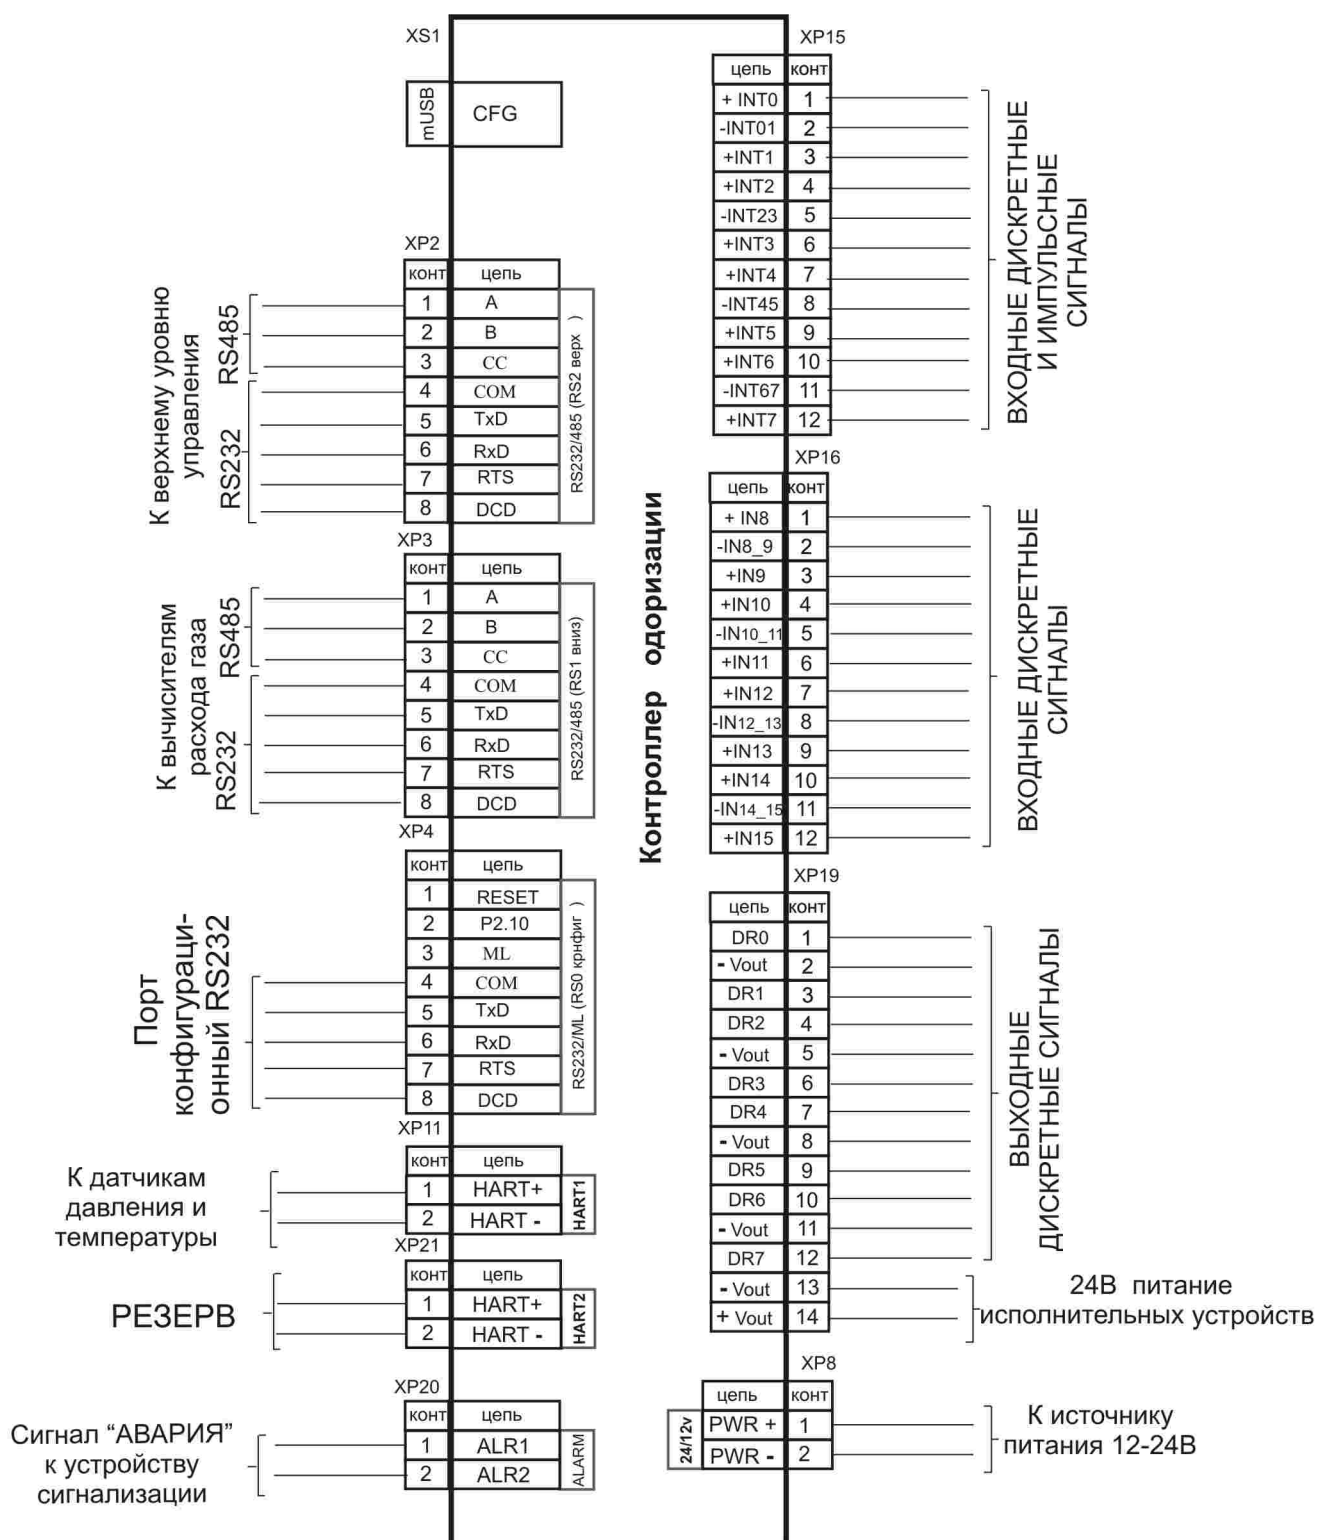 XS1
mUSB
CFG
XP2
конт цепь
1 A
2 B
3 CC
4 COM
5 TxD
6 RxD
7 RTS
8 DCD
RS232/485 (RS2 верх )
RS485
RS232
К верхнему уровню
управления
XP3
конт цепь
1 A
2 B
3 CC
4 COM
5 TxD
6 RxD
7 RTS
8 DCD
RS232/485 (RS1 вниз)
RS485
RS232
К вычисителям
расхода газа
XP4
конт цепь
1 RESET
2 P2.10
3 ML
4 COM
5 TxD
6 RxD
7 RTS
8 DCD
RS232/ML (RS0 крнфиг )
Порт
конфигураци-
онный RS232
XP11
конт цепь
1 HART+
2 HART -
HART1
К датчикам
давления и
температуры
XP21
конт цепь
1 HART+
2 HART -
HART2
РЕЗЕРВ
XP20
конт цепь
1 ALR1
2 ALR2
ALARM
Сигнал “АВАРИЯ”
к устройству
сигнализации
Контроллер одоризации
XP15
цепь конт
+ INT0 1
-INT01 2
+INT1 3
+INT2 4
-INT23 5
+INT3 6
+INT4 7
-INT45 8
+INT5 9
+INT6 10
-INT67 11
+INT7 12
ВХОДНЫЕ ДИСКРЕТНЫЕ
И ИМПУЛЬСНЫЕ
СИГНАЛЫ
XP16
цепь конт
+ IN8 1
-IN8_9 2
+IN9 3
+IN10 4
-IN10_11 5
+IN11 6
+IN12 7
-IN12_13 8
+IN13 9
+IN14 10
-IN14_15 11
+IN15 12
ВХОДНЫЕ ДИСКРЕТНЫЕ
СИГНАЛЫ
XP19
цепь конт
DR0 1
- Vout 2
DR1 3
DR2 4
- Vout 5
DR3 6
DR4 7
- Vout 8
DR5 9
DR6 10
- Vout 11
DR7 12
- Vout 13
+ Vout 14
ВЫХОДНЫЕ
ДИСКРЕТНЫЕ СИГНАЛЫ
24В питание
исполнительных устройств
XP8
цепь конт
PWR + 1
PWR - 2
24/12v
К источнику
питания 12-24В